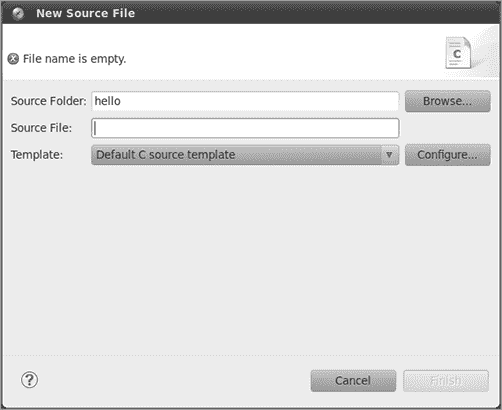 New Source File
File name is empty.
C
Source Folder: hello Browse...
Source File:
Template: Default C source template Configure...
? Cancel Finish